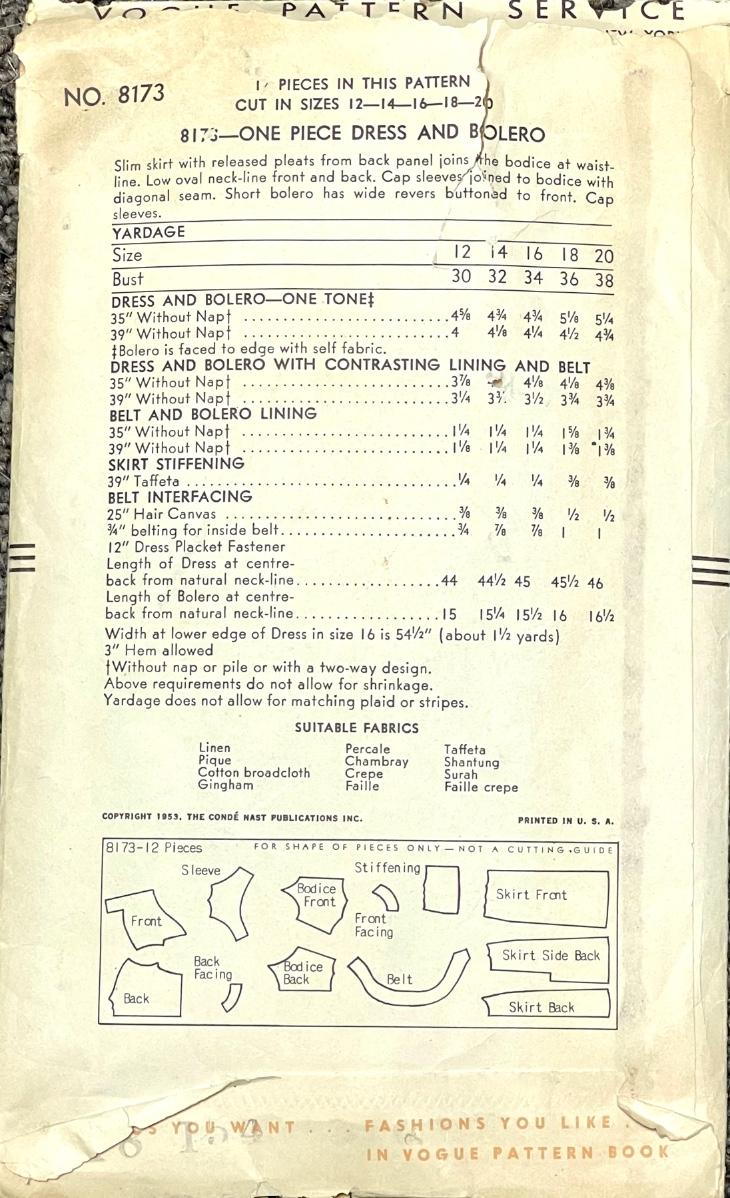 VOGUE PATTERN SERVICE
NO. 8173
PIECES IN THIS PATTERN
CUT IN SIZES 12—14—16—18—20
8173—ONE PIECE DRESS AND BOLERO
Slim skirt with released pleats from back panel joins the bodice at waist-
line. Low oval neck-line front and back. Cap sleeves joined to bodice with
diagonal seam. Short bolero has wide revers buttoned to front. Cap
sleeves.
YARDAGE
Size 12 14 16 18 20
Bust 30 32 34 36 38
DRESS AND BOLERO—ONE TONE‡
35" Without Nap† 4⅝ 4¾ 4¾ 5⅛ 5¼
39" Without Nap† 4 4⅛ 4¼ 4½ 4¾
‡Bolero is faced to edge with self fabric.
DRESS AND BOLERO WITH CONTRASTING LINING AND BELT
35" Without Nap† 3⅞ 4⅛ 4⅛ 4⅜
39" Without Nap† 3¼ 3½ 3¾ 3¾
BELT AND BOLERO LINING
35" Without Nap† 1¼ 1¼ 1¼ 1⅝ 1¾
39" Without Nap† 1⅛ 1¼ 1¼ 1⅜ 1⅜
SKIRT STIFFENING
39" Taffeta ¼ ¼ ¼ ⅜ ⅜
BELT INTERFACING
25" Hair Canvas ⅜ ⅜ ⅜ ½ ½
¾" belting for inside belt ¾ ⅞ ⅞ 1 1
12" Dress Placket Fastener
Length of Dress at centre-
back from natural neck-line 44 44½ 45 45½ 46
Length of Bolero at centre-
back from natural neck-line 15 15¼ 15½ 16 16½
Width at lower edge of Dress in size 16 is 54½" (about 1½ yards)
3" Hem allowed
†Without nap or pile or with a two-way design.
Above requirements do not allow for shrinkage.
Yardage does not allow for matching plaid or stripes.
SUITABLE FABRICS
Linen Percale Taffeta
Pique Chambray Shantung
Cotton broadcloth Crepe Surah
Gingham Faille Faille crepe
COPYRIGHT 1953, THE CONDÉ NAST PUBLICATIONS INC. PRINTED IN U. S. A.
8173-12 Pieces FOR SHAPE OF PIECES ONLY—NOT A CUTTING GUIDE
Sleeve
Stiffening
Bodice
Front
Skirt Front
Front
Front
Facing
Back
Facing
Bodice
Back
Belt
Skirt Side Back
Back
Skirt Back
YOU WANT . . . FASHIONS YOU LIKE .
IN VOGUE PATTERN BOOK